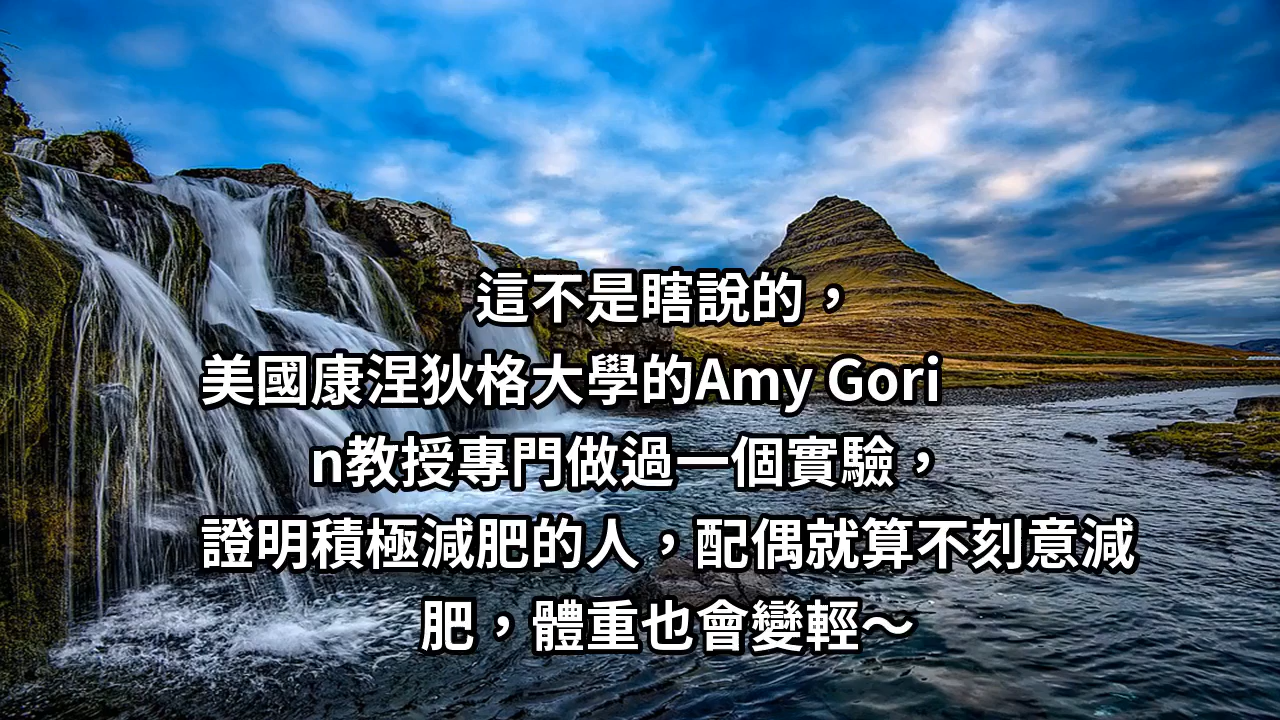 這不是瞎說的，
美國康涅狄格大學的Amy Gori
n教授專門做過一個實驗，
證明積極減肥的人，配偶就算不刻意減
肥，體重也會變輕～